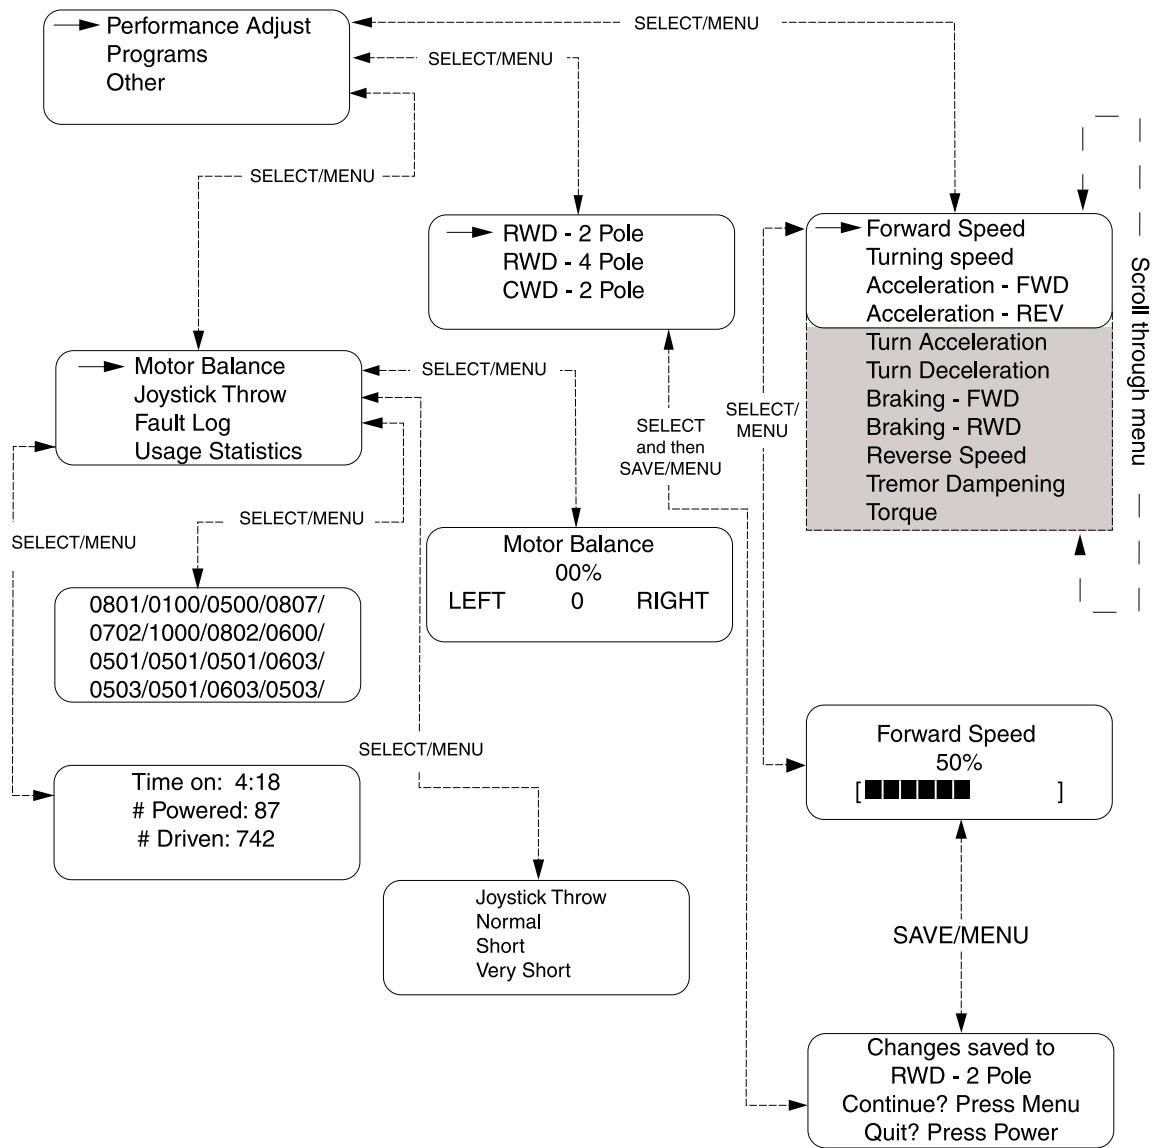 Performance Adjust
Programs
Other
SELECT/MENU
SELECT/MENU
SELECT/MENU
RWD - 2 Pole
RWD - 4 Pole
CWD - 2 Pole
Forward Speed
Turning speed
Acceleration - FWD
Acceleration - REV
Turn Acceleration
Turn Deceleration
Braking - FWD
Braking - RWD
Reverse Speed
Tremor Dampening
Torque
Scroll through menu
Motor Balance
Joystick Throw
Fault Log
Usage Statistics
SELECT/MENU
SELECT
and then
SAVE/MENU
SELECT/
MENU
SELECT/MENU
SELECT/MENU
Motor Balance
00%
LEFT 0 RIGHT
0801/0100/0500/0807/
0702/1000/0802/0600/
0501/0501/0501/0603/
0503/0501/0603/0503/
SELECT/MENU
Time on: 4:18
# Powered: 87
# Driven: 742
Forward Speed
50%
[ ]
Joystick Throw
Normal
Short
Very Short
SAVE/MENU
Changes saved to
RWD - 2 Pole
Continue? Press Menu
Quit? Press Power